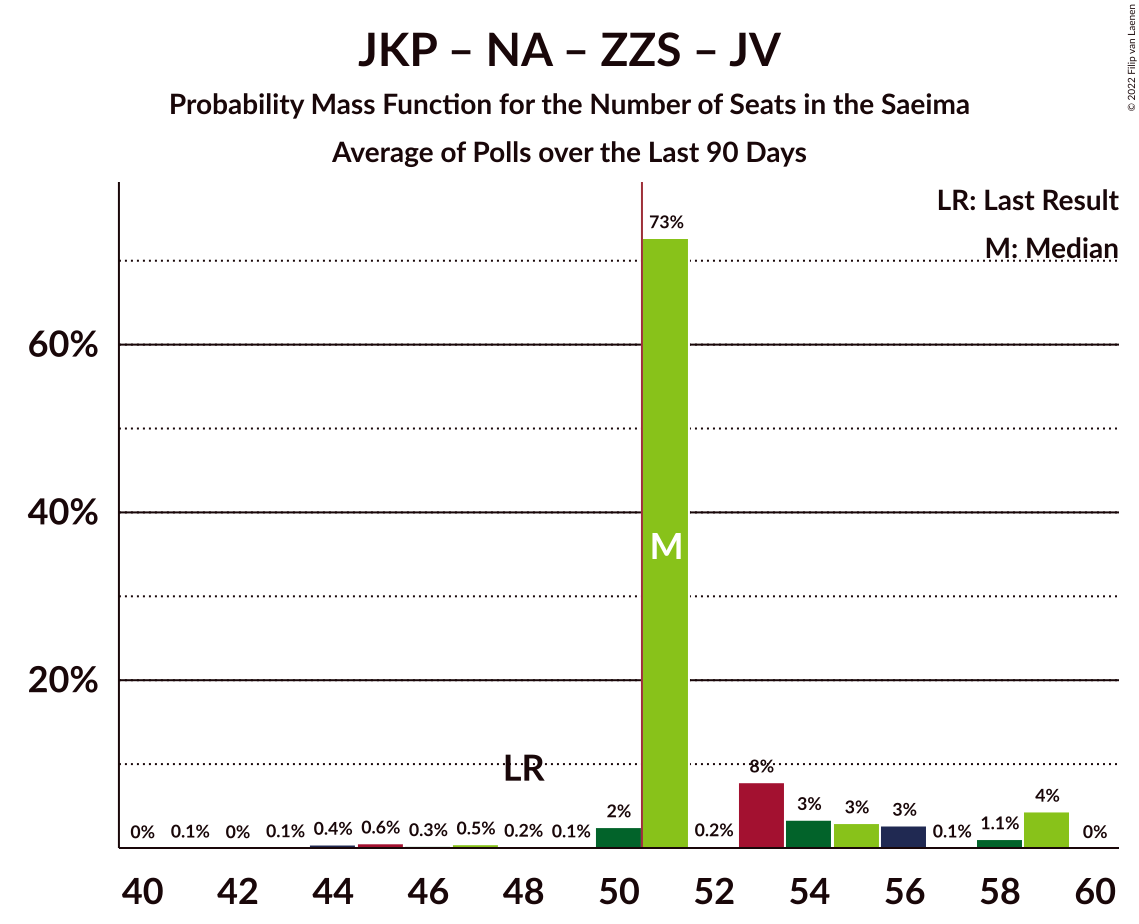 JKP – NA – ZZS – JV
Probability Mass Function for the Number of Seats in the Saeima
Average of Polls over the Last 90 Days
© 2022 Filip van Laenen
LR: Last Result
M: Median
60%
40%
20%
73%
M
LR
0%
0.1%
0%
0.1%
0.4%
0.6%
0.3%
0.5%
0.2%
0.1%
2%
0.2%
8%
3%
3%
3%
0.1%
1.1%
4%
0%
40 42 44 46 48 50 52 54 56 58 60